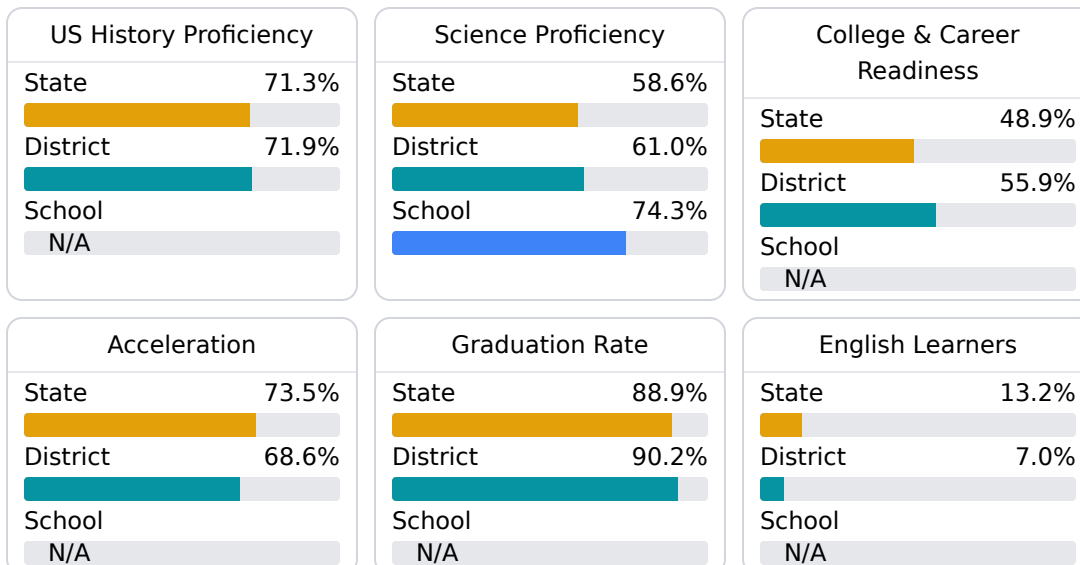 US History Proficiency
State 71.3%
District 71.9%
School
N/A
Science Proficiency
State 58.6%
District 61.0%
School 74.3%
College & Career
Readiness
State 48.9%
District 55.9%
School
N/A
Acceleration
State 73.5%
District 68.6%
School
N/A
Graduation Rate
State 88.9%
District 90.2%
School
N/A
English Learners
State 13.2%
District 7.0%
School
N/A